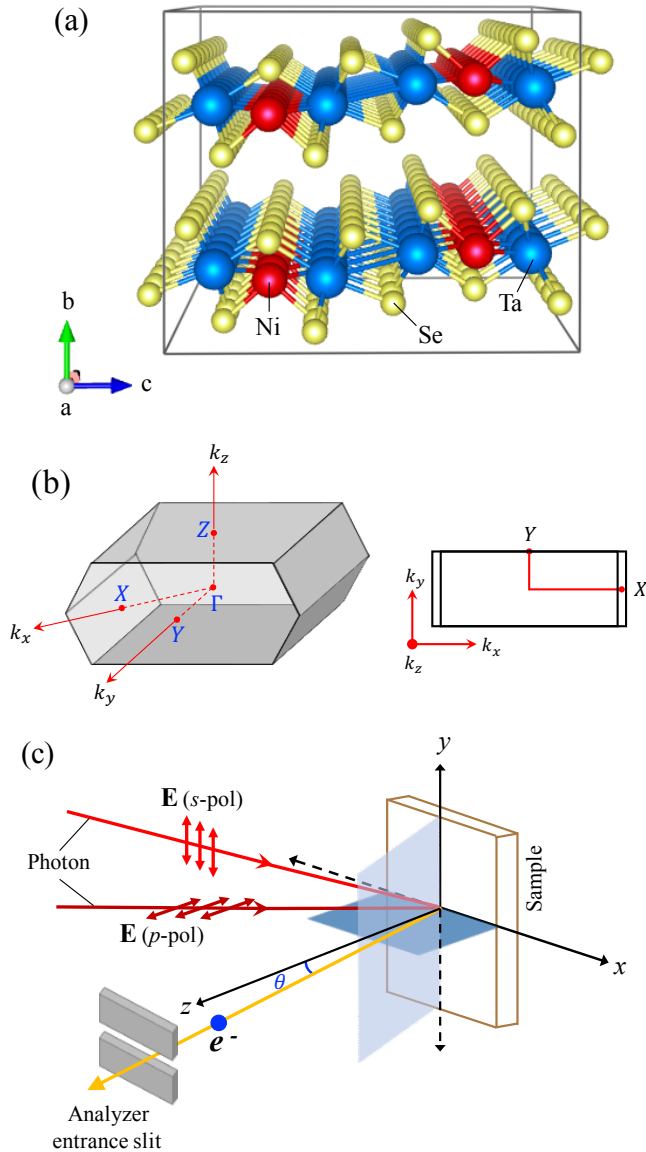 (a)
Ni
Se
Ta
b
a
c
(b)
k_z
Z
X
Γ
Y
k_x
k_y
Y
X
k_y
k_z
k_x
(c)
y
E (s-pol)
Photon
E (p-pol)
Sample
x
z
θ
e-
Analyzer
entrance slit